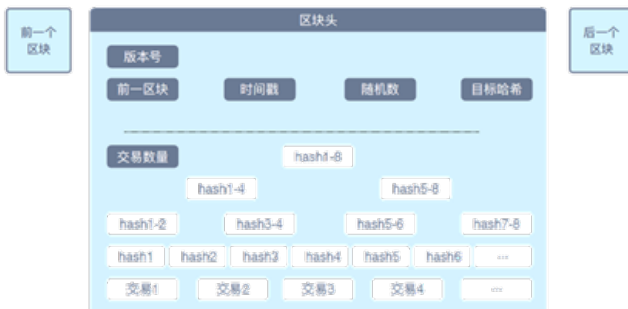 区块头
前一个
区块
后一个
区块
版本号
前一区块 时间戳 随机数 目标哈希
交易数量 hash1-8
hash1-4 hash5-8
hash1-2 hash3-4 hash5-6 hash7-8
hash1 hash2 hash3 hash4 hash5 hash6 ...
交易1 交易2 交易3 交易4 ...